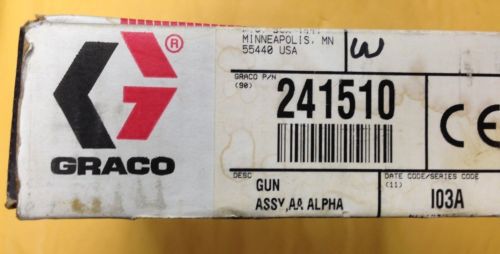 MINNEAPOLIS, MN
55440 USA
W
®
GRACO
GRACO P/N
(90)
241510
CE
DESC
GUN
ASSY,AA ALPHA
DATE CODE/SERIES CODE
(11)
I03A